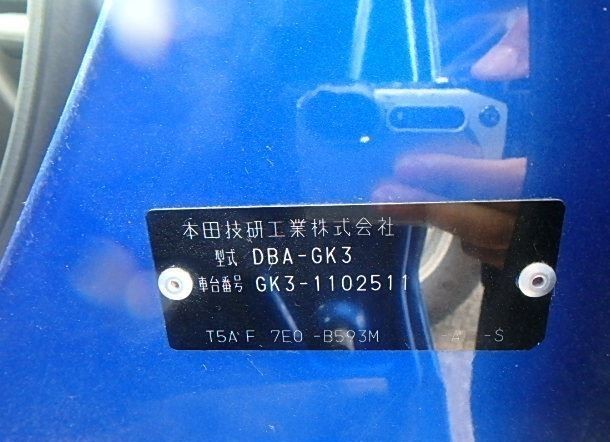 本田技研工業株式会社
型式 DBA-GK3
車台番号 GK3-1102511
T5A F 7E0 -B593M -A -S